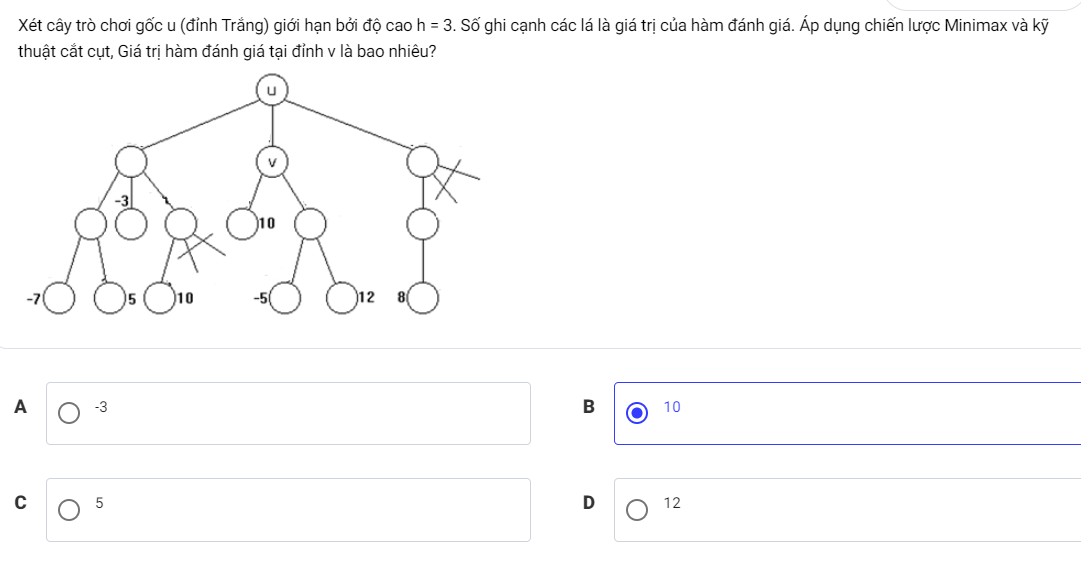 Xét cây trò chơi gốc u (đỉnh Trắng) giới hạn bởi độ cao h = 3. Số ghi cạnh các lá là giá trị của hàm đánh giá. Áp dụng chiến lược Minimax và kỹ
thuật cắt cụt, Giá trị hàm đánh giá tại đỉnh v là bao nhiêu?
u
v
-3
10
-7
5
10
-5
12
8
A -3
B 10
C 5
D 12